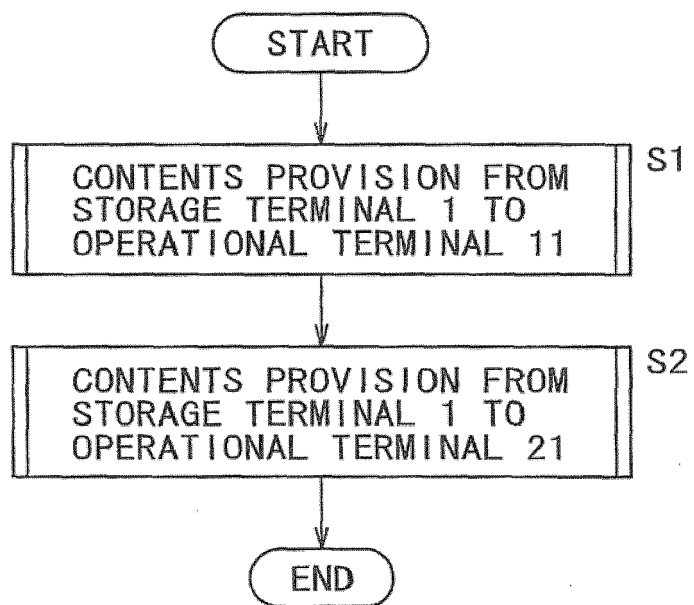 START
S1
CONTENTS PROVISION FROM
STORAGE TERMINAL 1 TO
OPERATIONAL TERMINAL 11
S2
CONTENTS PROVISION FROM
STORAGE TERMINAL 1 TO
OPERATIONAL TERMINAL 21
END